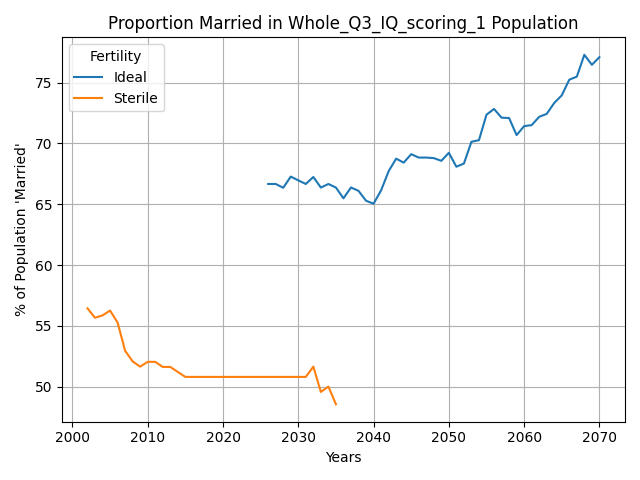 Proportion Married in Whole_Q3_IQ_scoring_1 Population
Fertility
Ideal
Sterile
% of Population 'Married'
75
70
65
60
55
50
2000 2010 2020 2030 2040 2050 2060 2070
Years